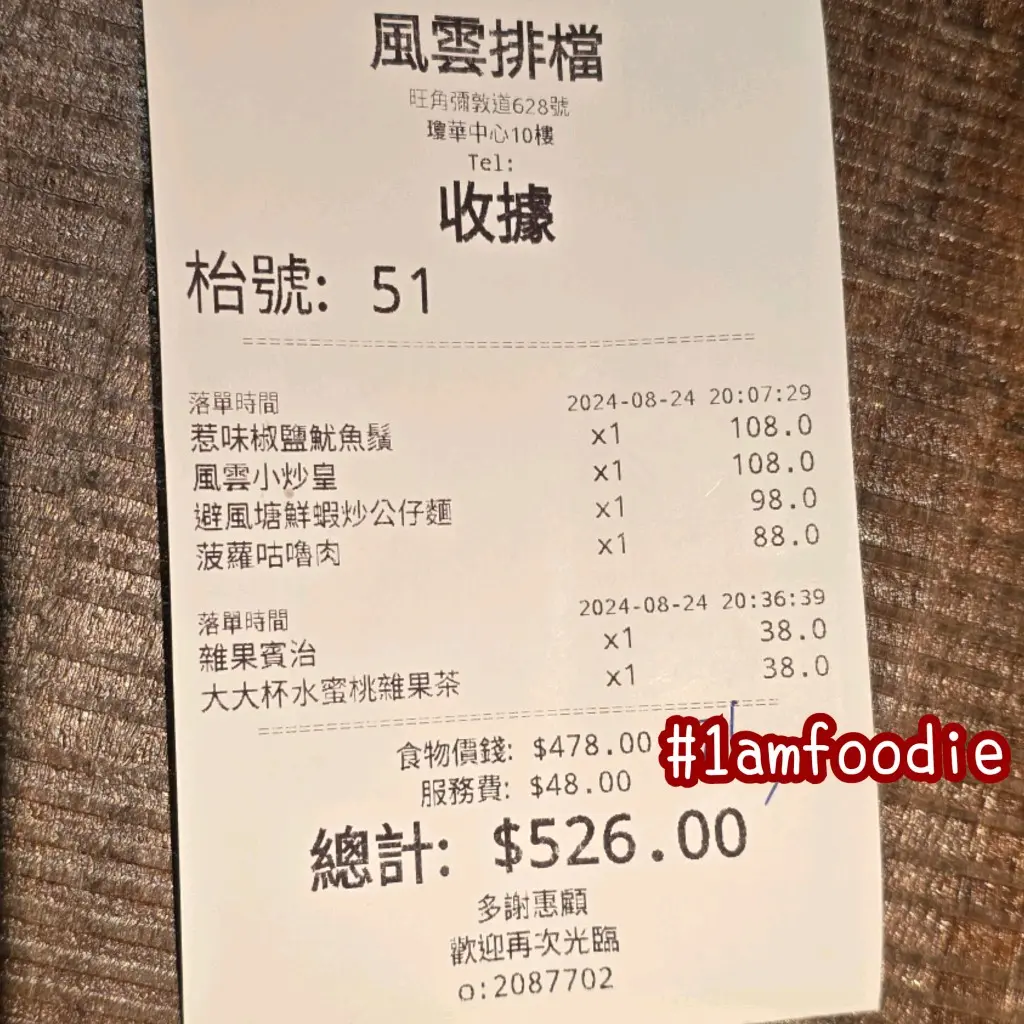 風雲排檔
旺角彌敦道628號
瓊華中心10樓
Tel:
收據
枱號: 51
落單時間 2024-08-24 20:07:29
惹味椒鹽魷魚鬚 x1 108.0
風雲小炒皇 x1 108.0
避風塘鮮蝦炒公仔麵 x1 98.0
菠蘿咕嚕肉 x1 88.0
落單時間 2024-08-24 20:36:39
雜果賓治 x1 38.0
大大杯水蜜桃雜果茶 x1 38.0
食物價錢: $478.00
#1amfoodie
服務費: $48.00
總計: $526.00
多謝惠顧
歡迎再次光臨
o:2087702